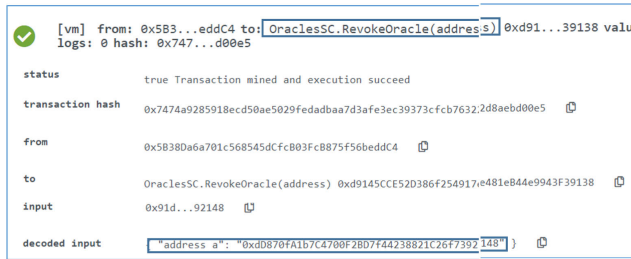 [vm] from: 0x5B3...eddC4 to: OraclesSC.RevokeOracle(address) 0xd91...39138 valu
logs: 0 hash: 0x747...d00e5
status true Transaction mined and execution succeed
transaction hash 0x7474a9285918ecd50ae5029fedadbaa7d3afe3ec39373cfcb7632 2d8aebd00e5
from 0x5B38Da6a701c568545dCfcB03FcB875f56beddC4
to OraclesSC.RevokeOracle(address) 0xd9145CCE52D386f254917 e481eB44e9943F39138
input 0x91d...92148
decoded input { "address a": "0xdD870fA1b7C4700F2BD7f44238821C26f7392148" }